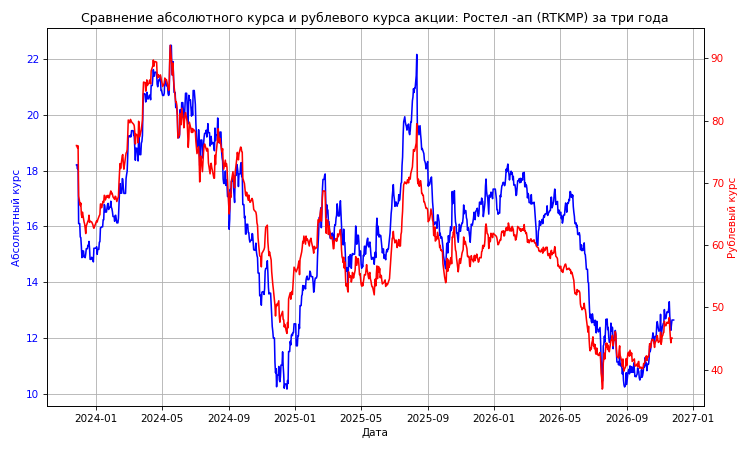 Сравнение абсолютного курса и рублевого курса акции: Ростел -ап (RTKMP) за три года
Абсолютный курс
22
20
18
16
14
12
10
90
80
70
60
50
40
Рублевый курс
2024-01 2024-05 2024-09 2025-01 2025-05 2025-09 2026-01 2026-05 2026-09 2027-01
Дата